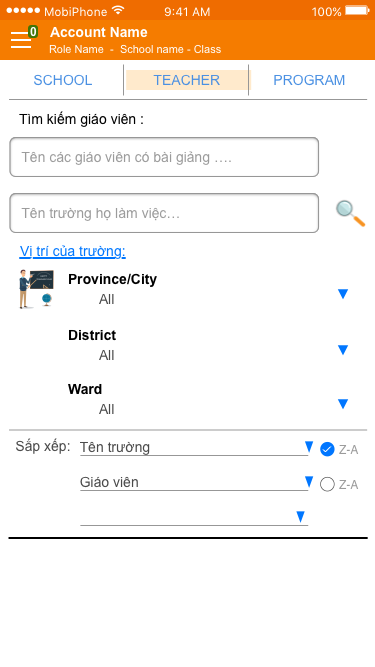 MobiPhone 9:41 AM 100%
0 Account Name
Role Name - School name - Class
SCHOOL TEACHER PROGRAM
Tìm kiếm giáo viên :
Tên các giáo viên có bài giảng ....
Tên trường họ làm việc...
Vị trí của trường:
Province/City
All
District
All
Ward
All
Sắp xếp: Tên trường Z-A
Giáo viên Z-A